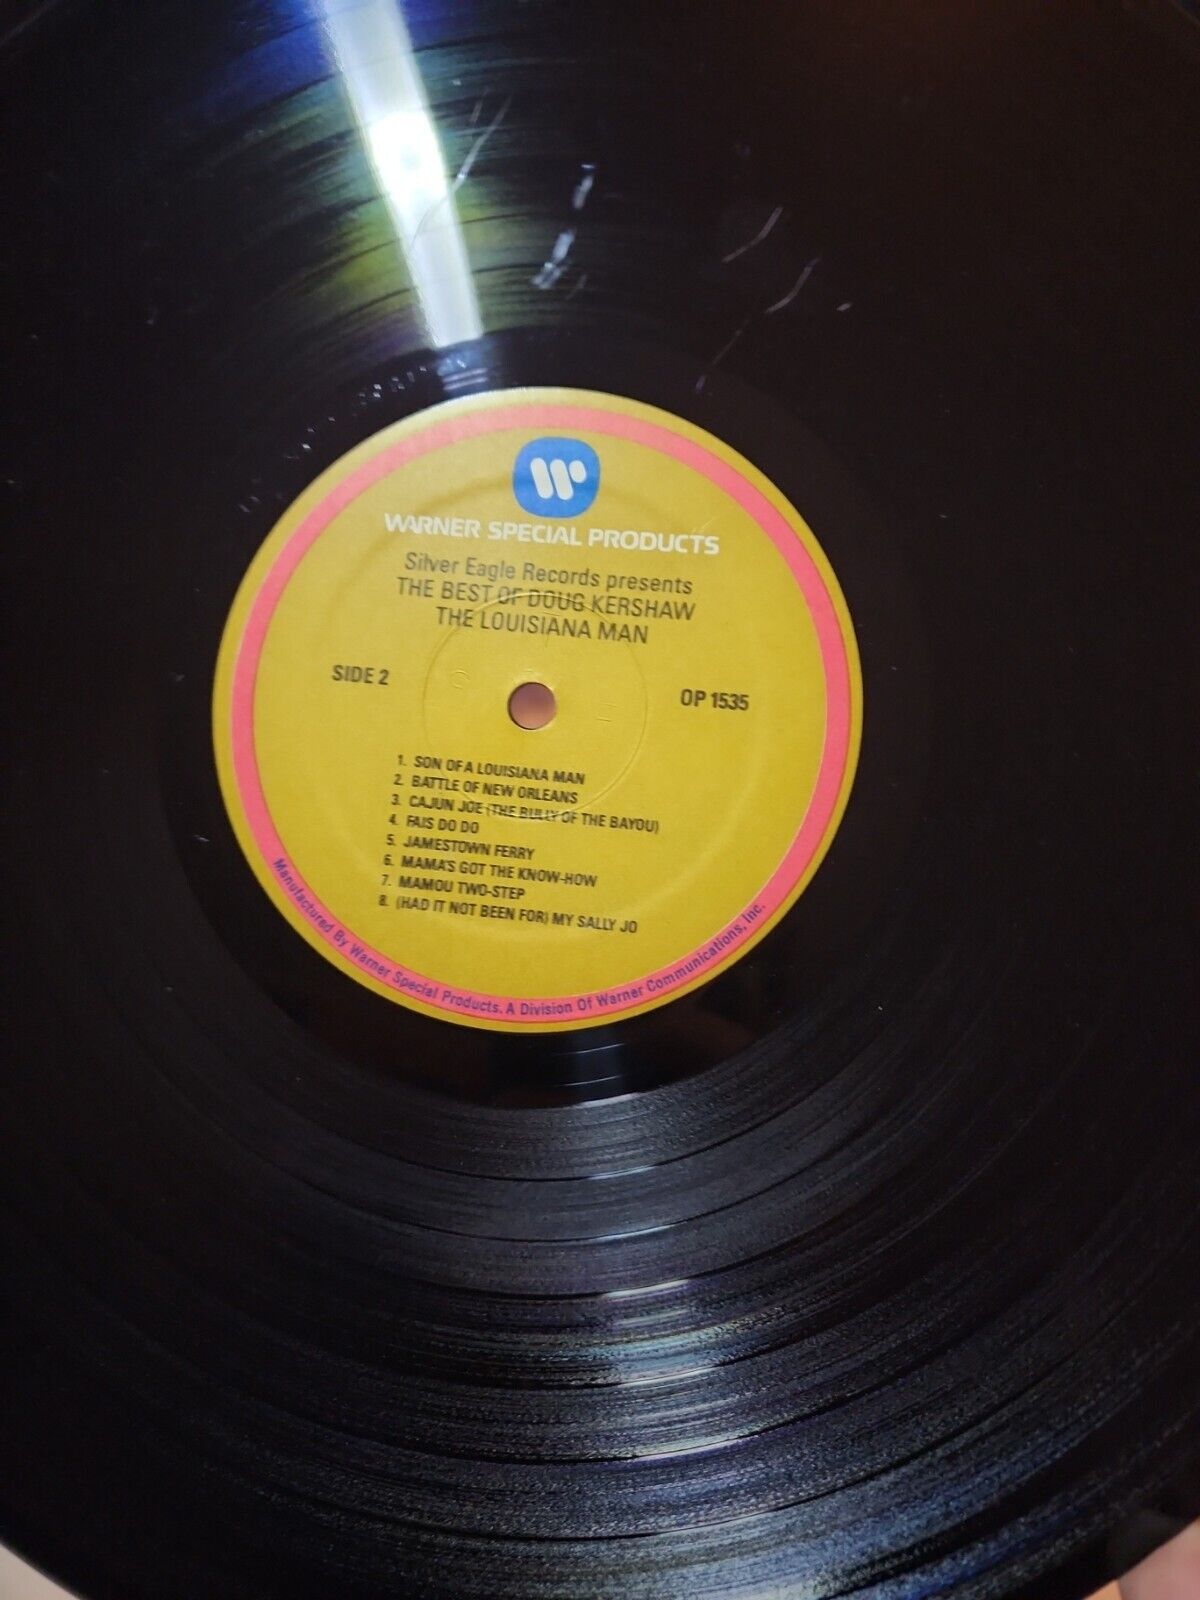 WARNER SPECIAL PRODUCTS
Silver Eagle Records presents
THE BEST OF DOUG KERSHAW
THE LOUISIANA MAN
SIDE 2
OP 1535
1. SON OF A LOUISIANA MAN
2. BATTLE OF NEW ORLEANS
3. CAJUN JOE (THE BULLY OF THE BAYOU)
4. FAIS DO DO
5. JAMESTOWN FERRY
6. MAMA'S GOT THE KNOW-HOW
7. MAMOU TWO-STEP
8. (HAD IT NOT BEEN FOR) MY SALLY JO
Manufactured By Warner Special Products. A Division Of Warner Communications, Inc.